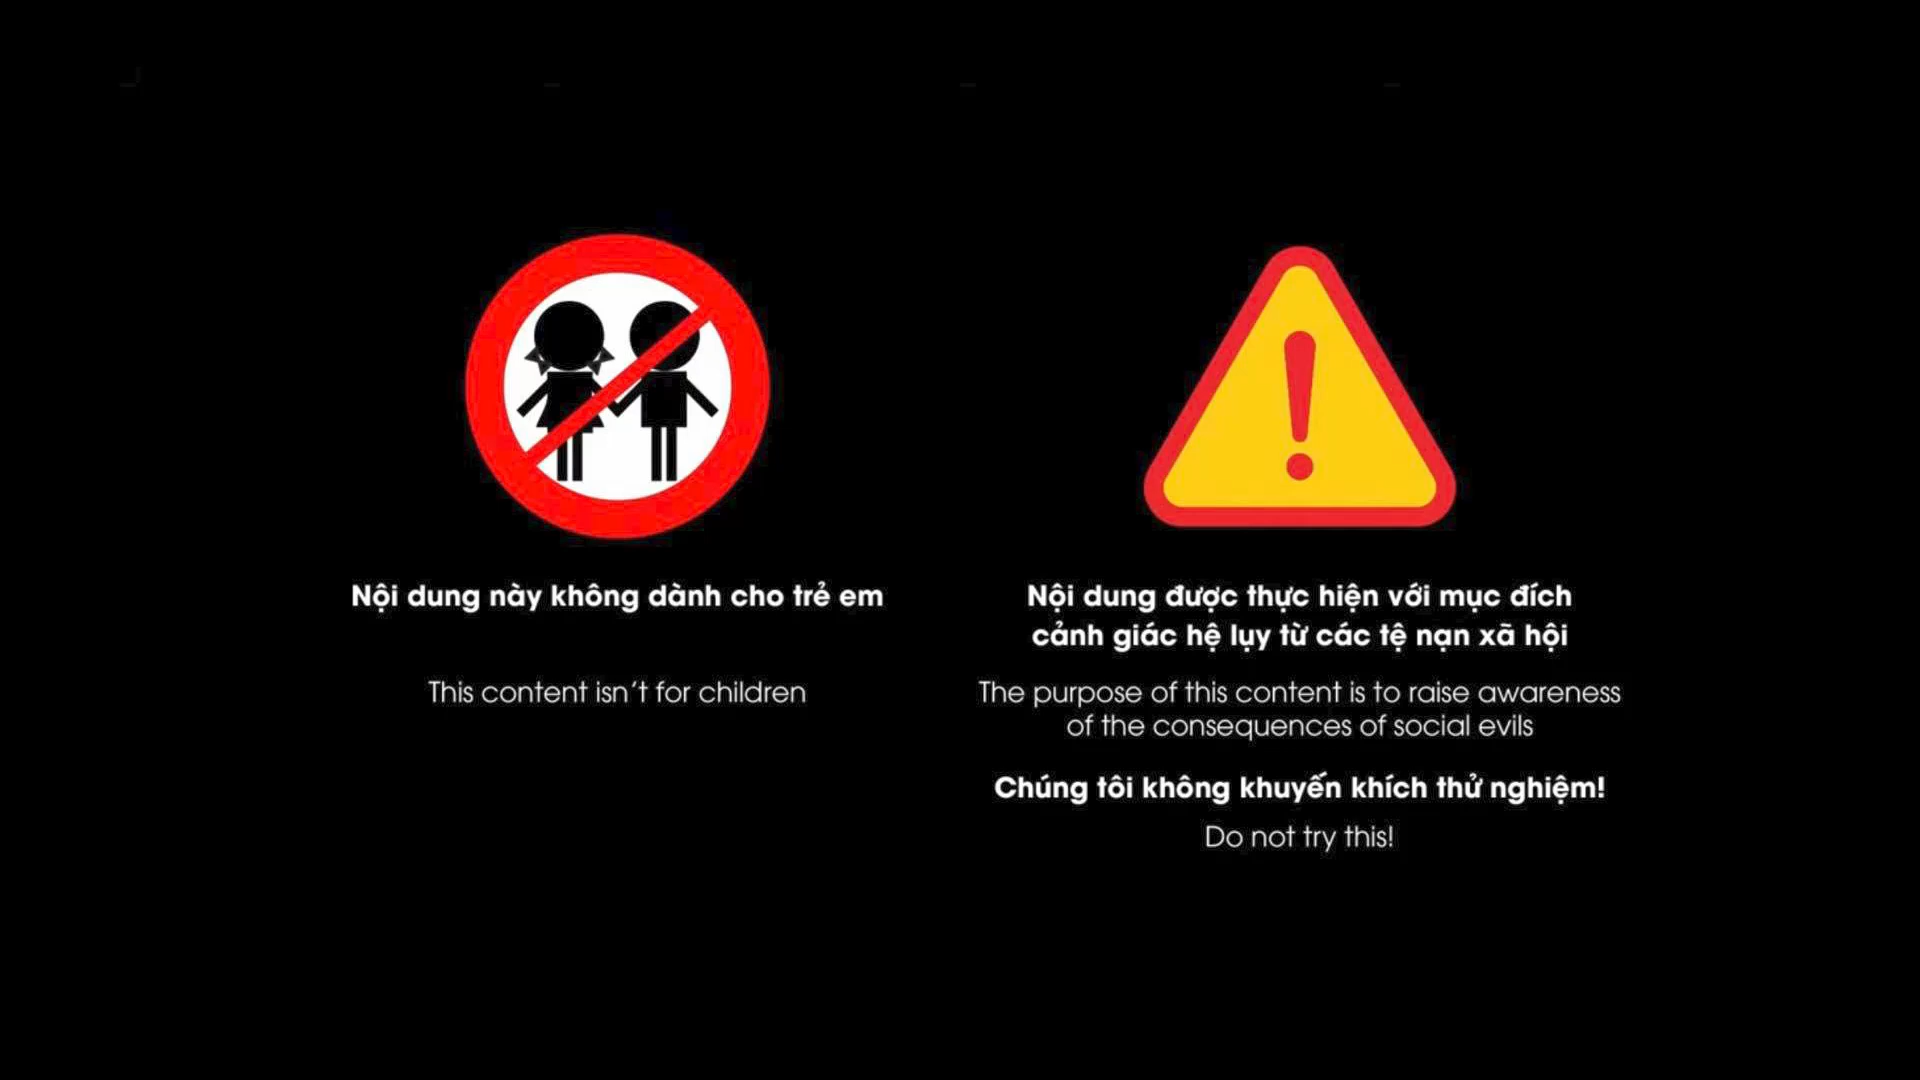 Nội dung này không dành cho trẻ em
This content isn't for children
Nội dung được thực hiện với mục đích
cảnh giác hệ lụy từ các tệ nạn xã hội
The purpose of this content is to raise awareness
of the consequences of social evils
Chúng tôi không khuyến khích thử nghiệm!
Do not try this!